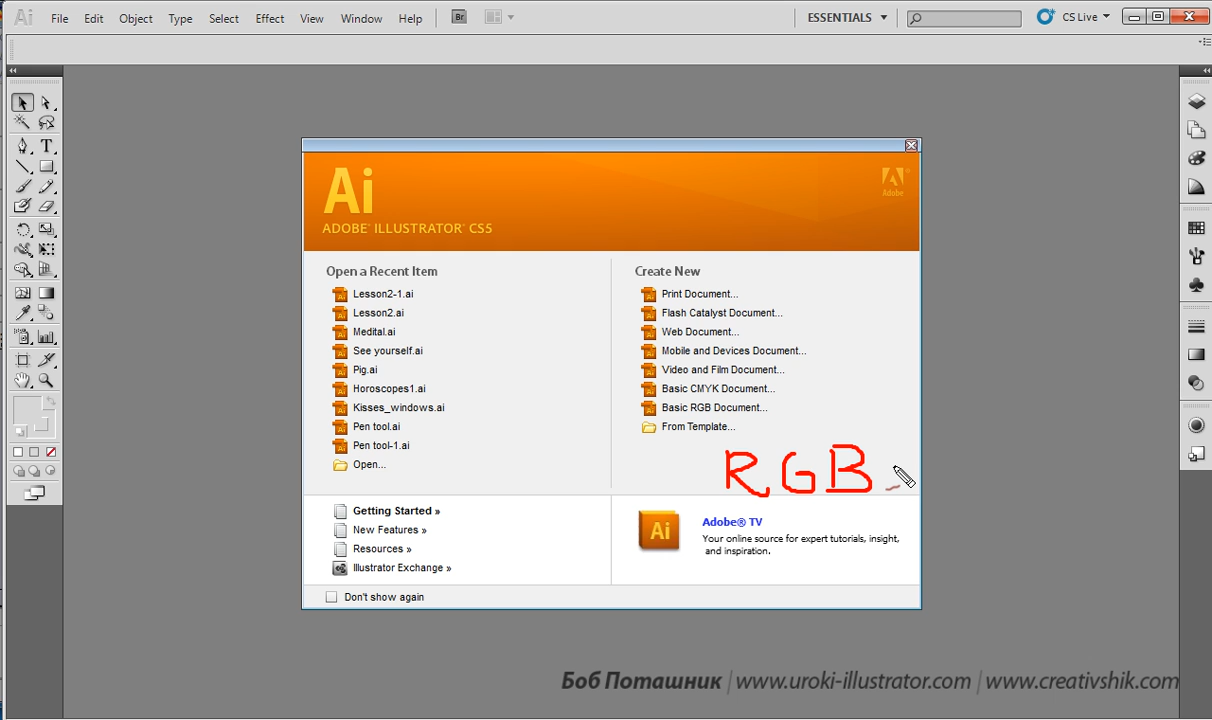 Ai File Edit Object Type Select Effect View Window Help Br ESSENTIALS CS Live
Ai
Adobe
ADOBE® ILLUSTRATOR® CS5
Open a Recent Item
Lesson2-1.ai
Lesson2.ai
Medital.ai
See yourself.ai
Pig.ai
Horoscopes1.ai
Kisses_windows.ai
Pen tool.ai
Pen tool-1.ai
Open...
Create New
Print Document...
Flash Catalyst Document...
Web Document...
Mobile and Devices Document...
Video and Film Document...
Basic CMYK Document...
Basic RGB Document...
From Template...
RGB
Getting Started »
New Features »
Resources »
Illustrator Exchange »
Ai
Adobe® TV
Your online source for expert tutorials, insight,
and inspiration.
Don't show again
Боб Поташник | www.uroki-illustrator.com | www.creativshik.com